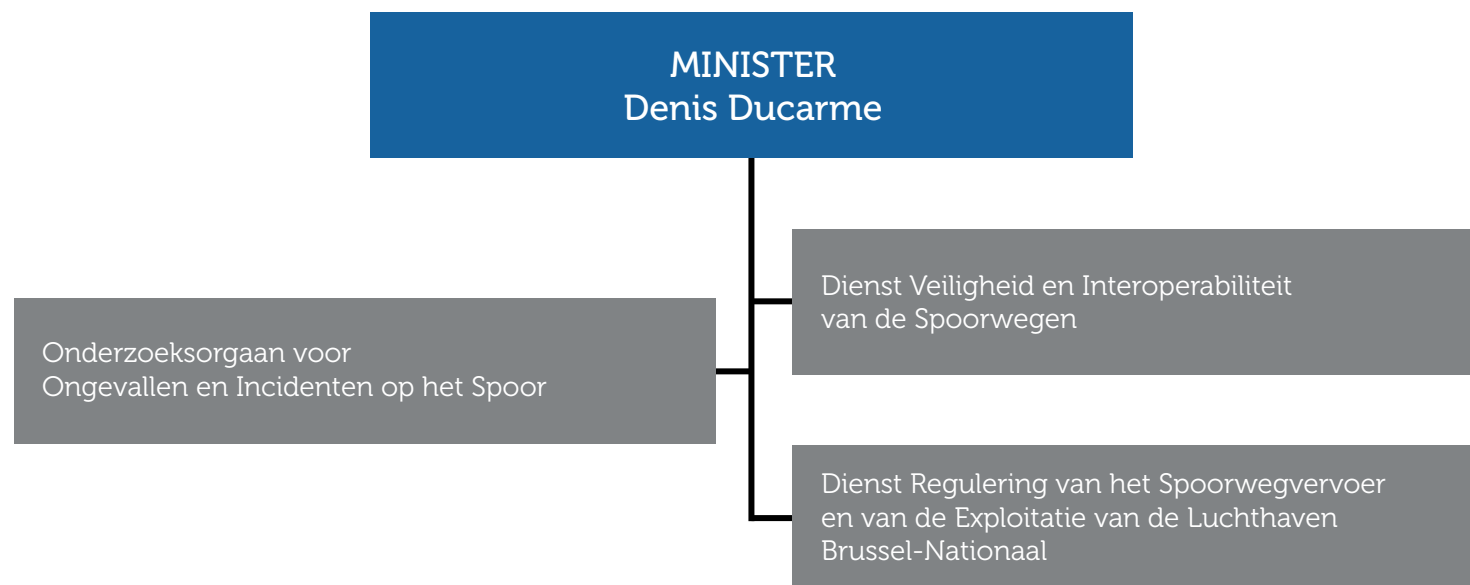 MINISTER
Denis Ducarme
Dienst Veiligheid en Interoperabiliteit
van de Spoorwegen
Onderzoeksorgaan voor
Ongevallen en Incidenten op het Spoor
Dienst Regulering van het Spoorwegvervoer
en van de Exploitatie van de Luchthaven
Brussel-Nationaal